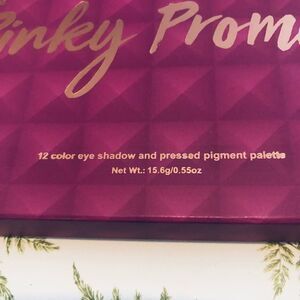 Pinky Prom
12 color eye shadow and pressed pigment palette
Net Wt.: 15.6g/0.55oz